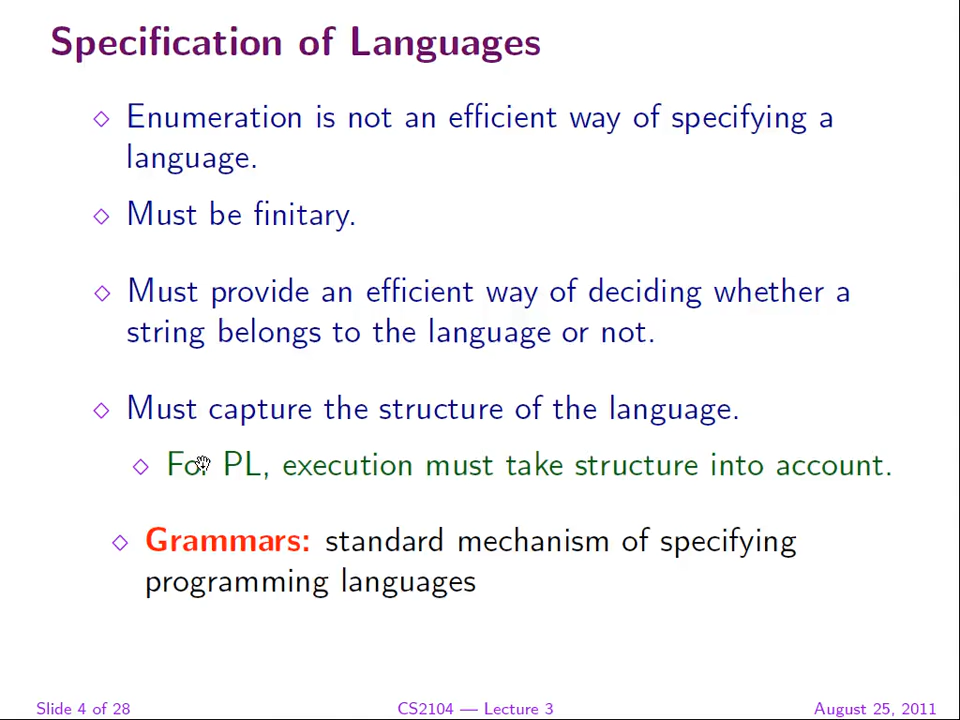 Specification of Languages
◇ Enumeration is not an efficient way of specifying a
language.
◇ Must be finitary.
◇ Must provide an efficient way of deciding whether a
string belongs to the language or not.
◇ Must capture the structure of the language.
◇ For PL, execution must take structure into account.
◇ Grammars: standard mechanism of specifying
programming languages
Slide 4 of 28 CS2104 — Lecture 3 August 25, 2011